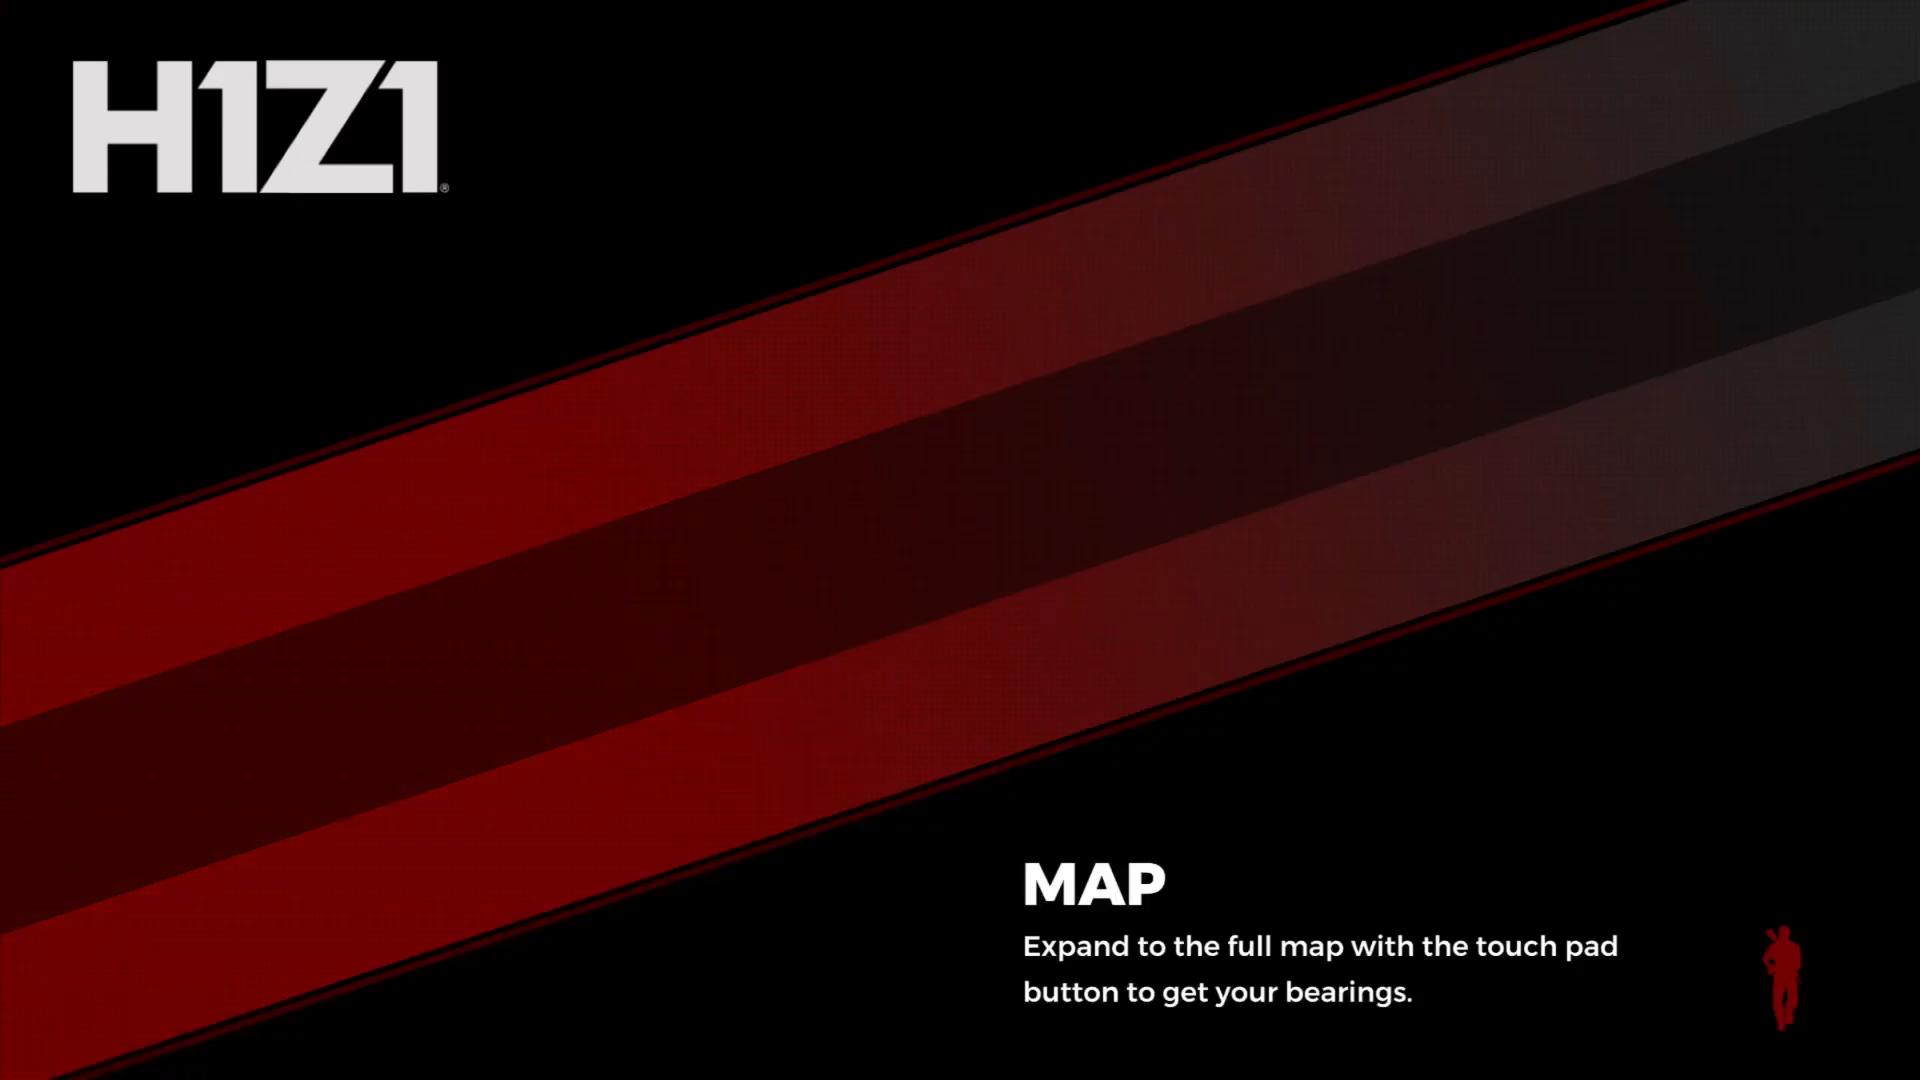 H1Z1®
MAP
Expand to the full map with the touch pad
button to get your bearings.